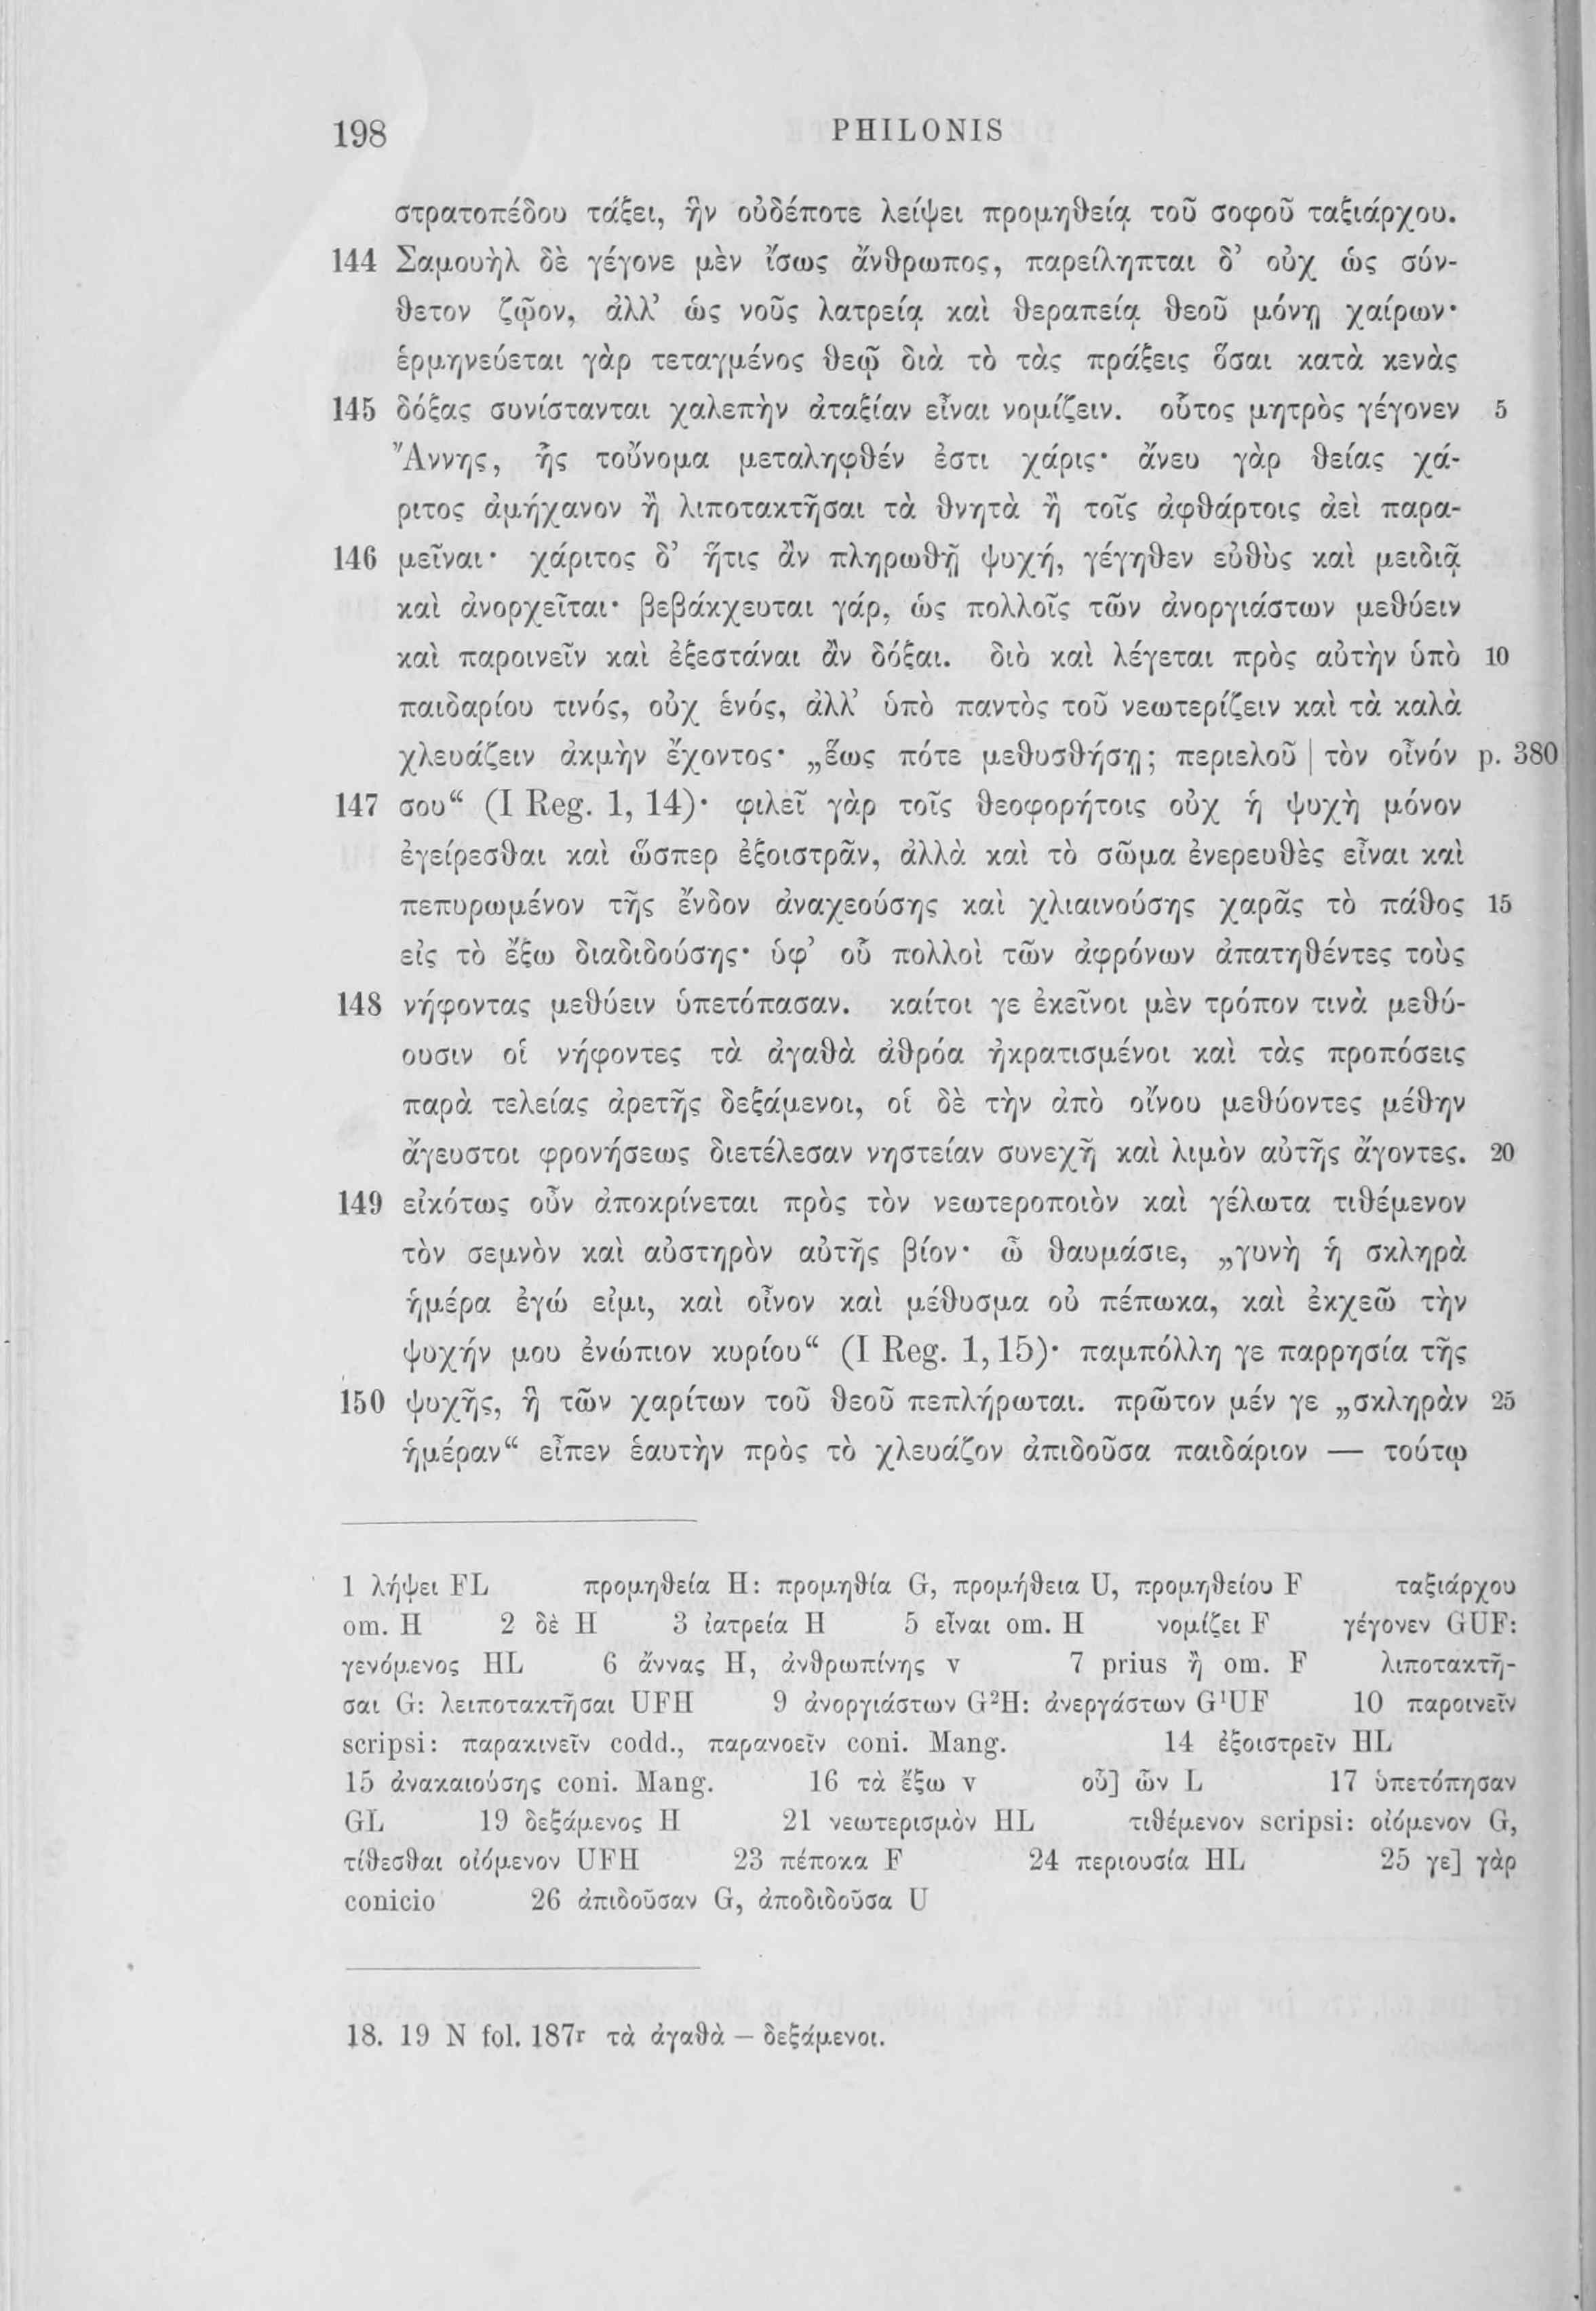 198 PHILONIS
στρατοπέδου τάξει, ἣν οὐδέποτε λείψει προμηθείᾳ τοῦ σοφοῦ ταξιάρχου.
144 Σαμουὴλ δὲ γέγονε μὲν ἴσως ἄνθρωπος, παρείληπται δ’ οὐχ ὡς σύν-
θετον ζῷον, ἀλλ’ ὡς νοῦς λατρείᾳ καὶ θεραπείᾳ θεοῦ μόνῃ χαίρων·
ἑρμηνεύεται γὰρ τεταγμένος θεῷ διὰ τὸ τὰς πράξεις ὅσαι κατὰ κενὰς
145 δόξας συνίστανται χαλεπὴν ἀταξίαν εἶναι νομίζειν. οὗτος μητρὸς γέγονεν 5
Ἄννης, ἧς τοὔνομα μεταληφθέν ἐστι χάρις· ἄνευ γὰρ θείας χά-
ριτος ἀμήχανον ἢ λιποτακτῆσαι τὰ θνητὰ ἢ τοῖς ἀφθάρτοις ἀεὶ παρα-
146 μεῖναι· χάριτος δ’ ἥτις ἂν πληρωθῇ ψυχή, γέγηθεν εὐθὺς καὶ μειδιᾷ
καὶ ἀνορχεῖται· βεβάκχευται γάρ, ὡς πολλοῖς τῶν ἀνοργιάστων μεθύειν
καὶ παροινεῖν καὶ ἐξεστάναι ἂν δόξαι. διὸ καὶ λέγεται πρὸς αὐτὴν ὑπὸ 10
παιδαρίου τινός, οὐχ ἑνός, ἀλλ’ ὑπὸ παντὸς τοῦ νεωτερίζειν καὶ τὰ καλὰ
χλευάζειν ἀκμὴν ἔχοντος· „ἕως πότε μεθυσθήσῃ; περιελοῦ | τὸν οἶνόν p. 380
147 σου“ (I Reg. 1, 14)· φιλεῖ γὰρ τοῖς θεοφορήτοις οὐχ ἡ ψυχὴ μόνον
ἐγείρεσθαι καὶ ὥσπερ ἐξοιστρᾶν, ἀλλὰ καὶ τὸ σῶμα ἐνερευθὲς εἶναι καὶ
πεπυρωμένον τῆς ἔνδον ἀναχεούσης καὶ χλιαινούσης χαρᾶς τὸ πάθος 15
εἰς τὸ ἔξω διαδιδούσης· ὑφ’ οὗ πολλοὶ τῶν ἀφρόνων ἀπατηθέντες τοὺς
148 νήφοντας μεθύειν ὑπετόπασαν. καίτοι γε ἐκεῖνοι μὲν τρόπον τινὰ μεθύ-
ουσιν οἱ νήφοντες τὰ ἀγαθὰ ἀθρόα ἠκρατισμένοι καὶ τὰς προπόσεις
παρὰ τελείας ἀρετῆς δεξάμενοι, οἱ δὲ τὴν ἀπὸ οἴνου μεθύοντες μέθην
ἄγευστοι φρονήσεως διετέλεσαν νηστείαν συνεχῆ καὶ λιμὸν αὐτῆς ἄγοντες. 20
149 εἰκότως οὖν ἀποκρίνεται πρὸς τὸν νεωτεροποιὸν καὶ γέλωτα τιθέμενον
τὸν σεμνὸν καὶ αὐστηρὸν αὐτῆς βίον· ὦ θαυμάσιε, „γυνὴ ἡ σκληρὰ
ἡμέρα ἐγώ εἰμι, καὶ οἶνον καὶ μέθυσμα οὐ πέπωκα, καὶ ἐκχεῶ τὴν
ψυχήν μου ἐνώπιον κυρίου“ (I Reg. 1, 15)· παμπόλλη γε παρρησία τῆς
150 ψυχῆς, ἣ τῶν χαρίτων τοῦ θεοῦ πεπλήρωται. πρῶτον μέν γε „σκληρὰν 25
ἡμέραν“ εἶπεν ἑαυτὴν πρὸς τὸ χλευάζον ἀπιδοῦσα παιδάριον — τούτῳ
1 λήψει FL προμηθεία H: προμηθία G, προμήθεια U, προμηθείου F ταξιάρχου
om. H 2 δὲ H 3 ἰατρεία H 5 εἶναι om. H νομίζει F γέγονεν GUF:
γενόμενος HL 6 ἄννας H, ἀνθρωπίνης v 7 prius ἢ om. F λιποτακτῆ-
σαι G: λειποτακτῆσαι UFH 9 ἀνοργιάστων G²H: ἀνεργάστων G¹UF 10 παροινεῖν
scripsi: παρακινεῖν codd., παρανοεῖν coni. Mang. 14 ἐξοιστρεῖν HL
15 ἀνακαιούσης coni. Mang. 16 τὰ ἔξω v οὗ] ὧν L 17 ὑπετόπησαν
GL 19 δεξάμενος H 21 νεωτερισμὸν HL τιθέμενον scripsi: οἰόμενον G,
τίθεσθαι οἰόμενον UFH 23 πέποκα F 24 περιουσία HL 25 γε] γὰρ
conicio 26 ἀπιδοῦσαν G, ἀποδιδοῦσα U
18. 19 N fol. 187r τὰ ἀγαθὰ — δεξάμενοι.